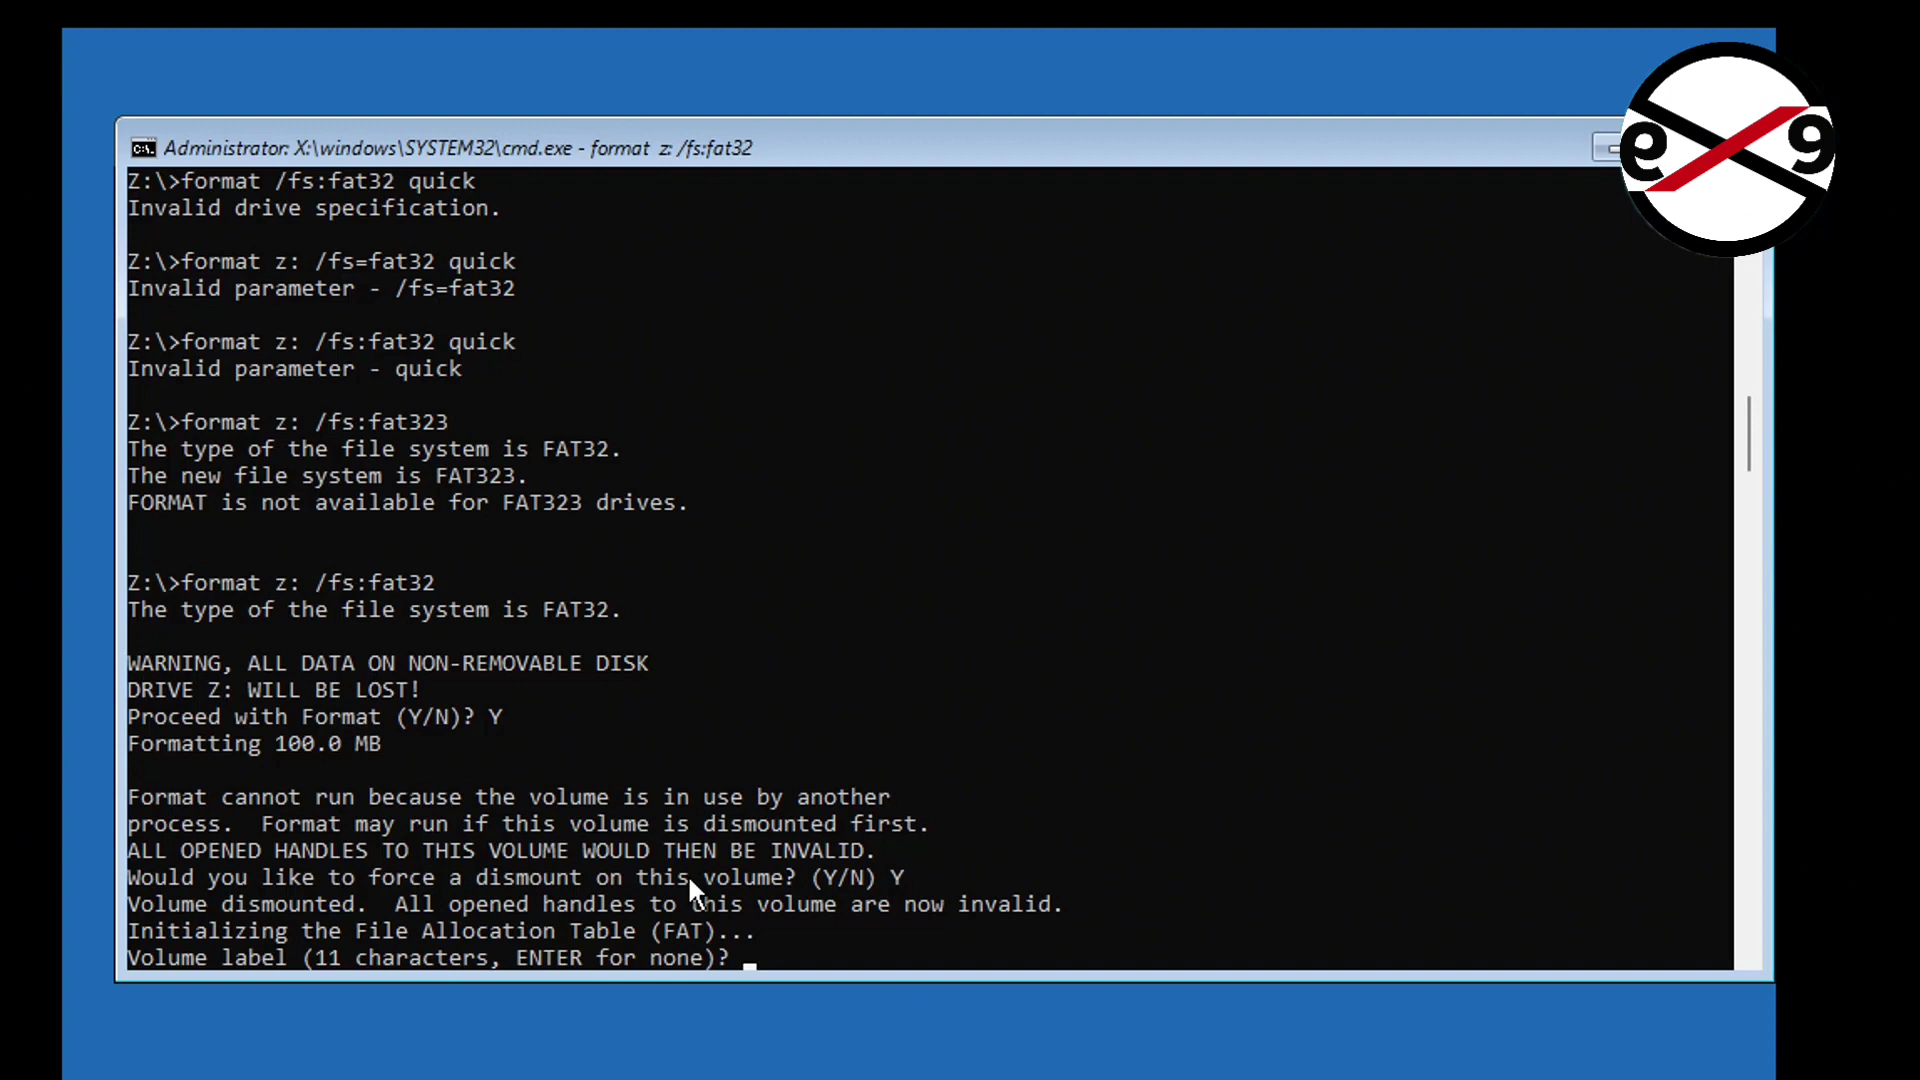 Administrator: X:\windows\SYSTEM32\cmd.exe - format  z: /fs:fat32
e9
Z:\>format /fs:fat32 quick
Invalid drive specification.
Z:\>format z: /fs=fat32 quick
Invalid parameter - /fs=fat32
Z:\>format z: /fs:fat32 quick
Invalid parameter - quick
Z:\>format z: /fs:fat323
The type of the file system is FAT32.
The new file system is FAT323.
FORMAT is not available for FAT323 drives.
Z:\>format z: /fs:fat32
The type of the file system is FAT32.
WARNING, ALL DATA ON NON-REMOVABLE DISK
DRIVE Z: WILL BE LOST!
Proceed with Format (Y/N)? Y
Formatting 100.0 MB
Format cannot run because the volume is in use by another
process.  Format may run if this volume is dismounted first.
ALL OPENED HANDLES TO THIS VOLUME WOULD THEN BE INVALID.
Would you like to force a dismount on this volume? (Y/N) Y
Volume dismounted.  All opened handles to this volume are now invalid.
Initializing the File Allocation Table (FAT)...
Volume label (11 characters, ENTER for none)?